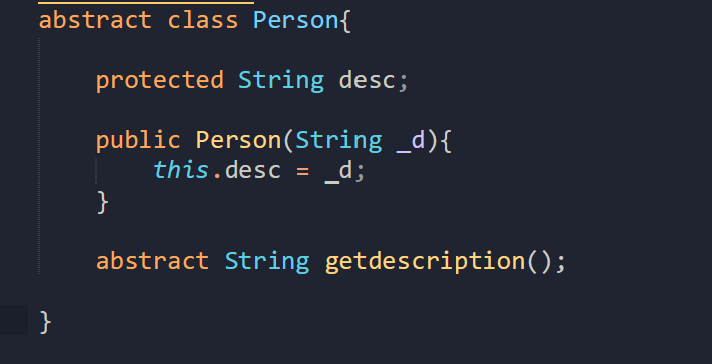 abstract class Person{
protected String desc;
public Person(String _d){
this.desc = _d;
}
abstract String getdescription();
}